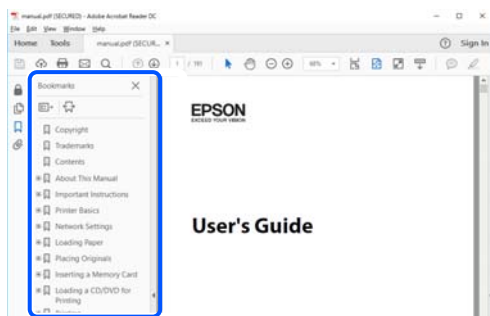 manual.pdf (SECURED) - Adobe Acrobat Reader DC
File Edit View Window Help
Home Tools manual.pdf (SECUR... ×
Sign In
1 / 191
Bookmarks
EPSON
EXCEED YOUR VISION
Copyright
Trademarks
Contents
About This Manual
Important Instructions
Printer Basics
Network Settings
User's Guide
Loading Paper
Placing Originals
Inserting a Memory Card
Loading a CD/DVD for
Printing